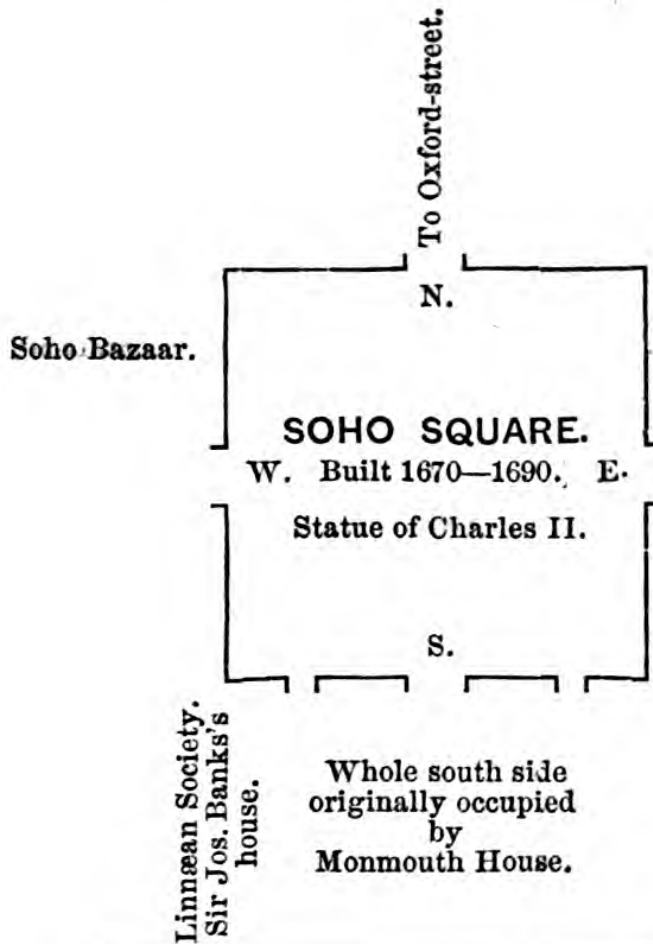 To Oxford-street.
N.
Soho Bazaar.
SOHO SQUARE.
W. Built 1670—1690. E.
Statue of Charles II.
S.
Linnæan Society.
Sir Jos. Banks's
house.
Whole south side
originally occupied
by
Monmouth House.